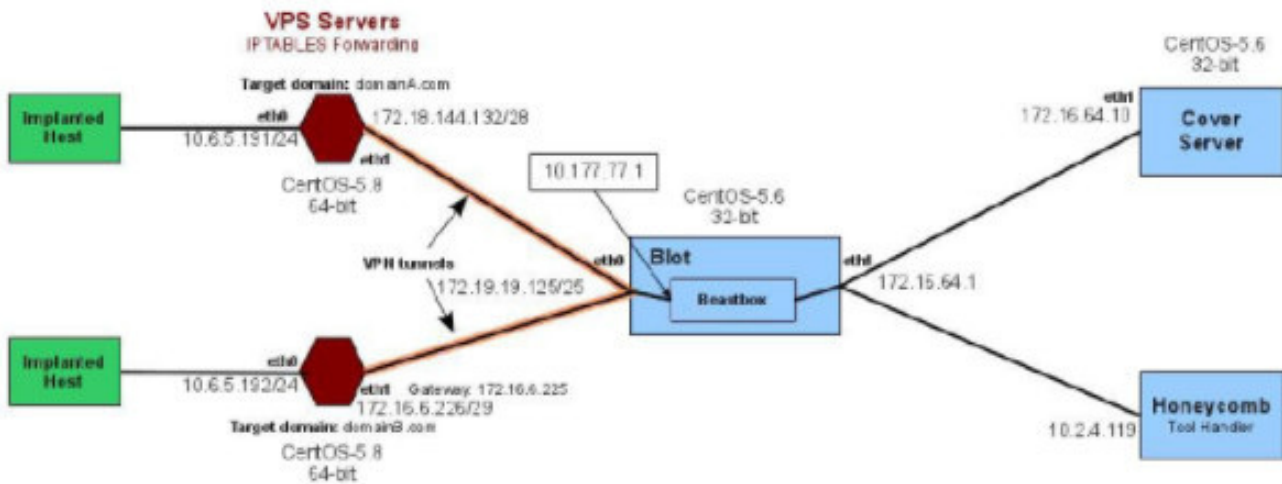 VPS Servers
IPTABLES Forwarding
Target domain: domainA.com
Implanted Host
eth0
10.6.5.191/24
172.18.144.132/28
eth1
CentOS-5.8
64-bit
VPN tunnels
172.19.19.125/25
10.177.77.1
CentOS-5.6
32-bit
eth0
Blot
Beastbox
eth1
172.16.64.1
CentOS-5.6
32-bit
eth1
172.16.64.10
Cover
Server
Implanted
Host
eth0
10.6.5.192/24
eth1
Gateway: 172.16.6.225
172.16.6.226/29
Target domain: domainB.com
CentOS-5.8
64-bit
10.2.4.119
Honeycomb
Tool Handler